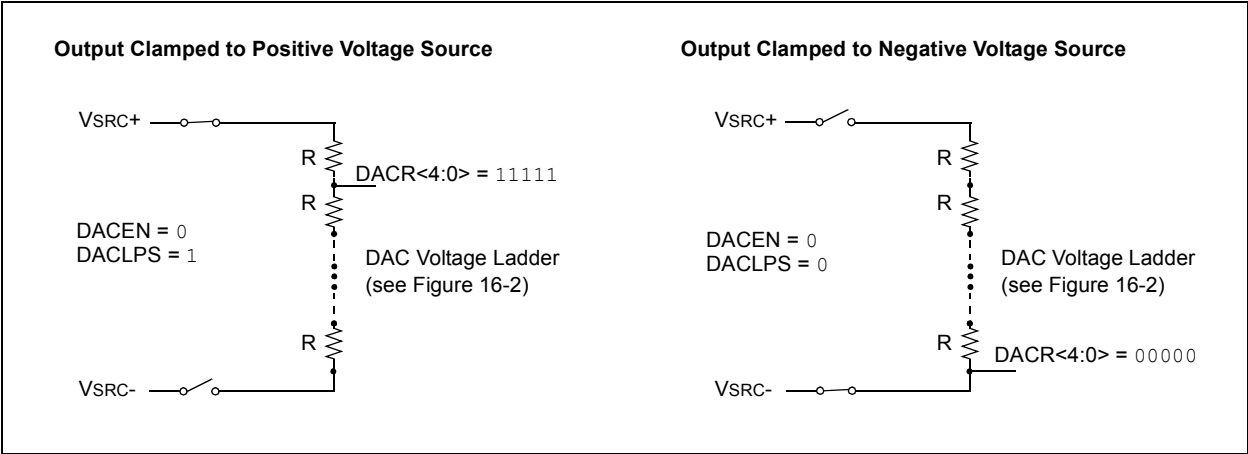 Output Clamped to Positive Voltage Source
VSRC+
R
DACR<4:0> = 11111
R
DACEN = 0
DACLPS = 1
DAC Voltage Ladder
(see Figure 16-2)
R
VSRC-
Output Clamped to Negative Voltage Source
VSRC+
R
R
DACEN = 0
DACLPS = 0
DAC Voltage Ladder
(see Figure 16-2)
R
DACR<4:0> = 00000
VSRC-